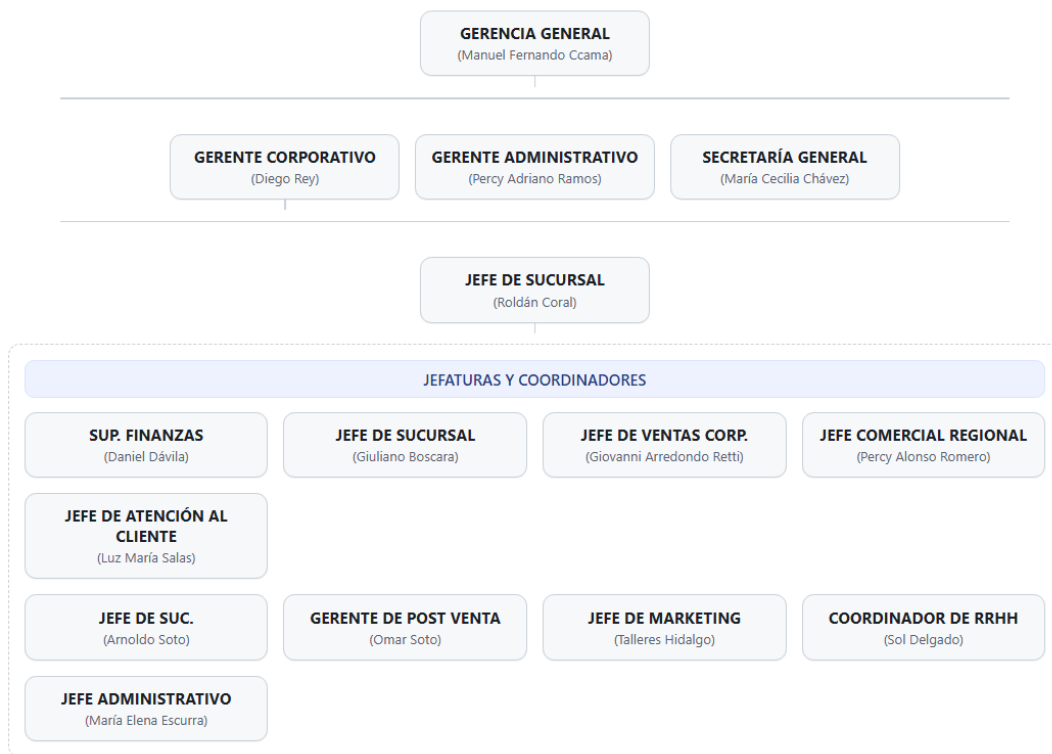 GERENCIA GENERAL
(Manuel Fernando Ccama)
GERENTE CORPORATIVO
(Diego Rey)
GERENTE ADMINISTRATIVO
(Percy Adriano Ramos)
SECRETARÍA GENERAL
(María Cecilia Chávez)
JEFE DE SUCURSAL
(Roldán Coral)
JEFATURAS Y COORDINADORES
SUP. FINANZAS
(Daniel Dávila)
JEFE DE SUCURSAL
(Giuliano Boscara)
JEFE DE VENTAS CORP.
(Giovanni Arredondo Retti)
JEFE COMERCIAL REGIONAL
(Percy Alonso Romero)
JEFE DE ATENCIÓN AL
CLIENTE
(Luz María Salas)
JEFE DE SUC.
(Arnoldo Soto)
GERENTE DE POST VENTA
(Omar Soto)
JEFE DE MARKETING
(Talleres Hidalgo)
COORDINADOR DE RRHH
(Sol Delgado)
JEFE ADMINISTRATIVO
(María Elena Escurra)